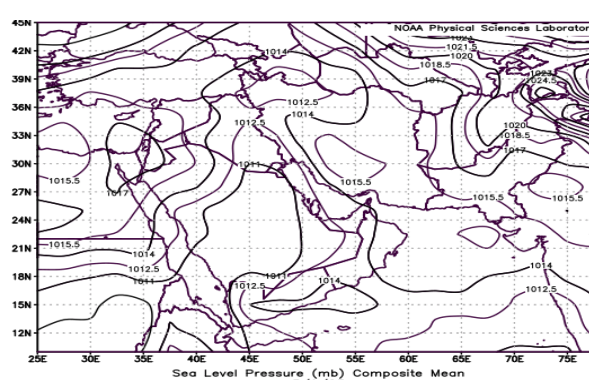 45N NOAA Physical Sciences Laborator
42N 1014 1021.5
1020
1018.5
39N 1017 1024.5
36N 1012.5
1014
33N 1012.5 1020
1018.5
30N 1011 1017
27N 1015.5 1015.5
1017 1015.5
24N
21N 1015.5
1014
18N 1012.5 1011 1014
1011 1014
15N 1012.5 1012.5
12N
25E 30E 35E 40E 45E 50E 55E 60E 65E 70E 75E
Sea Level Pressure (mb) Composite Mean